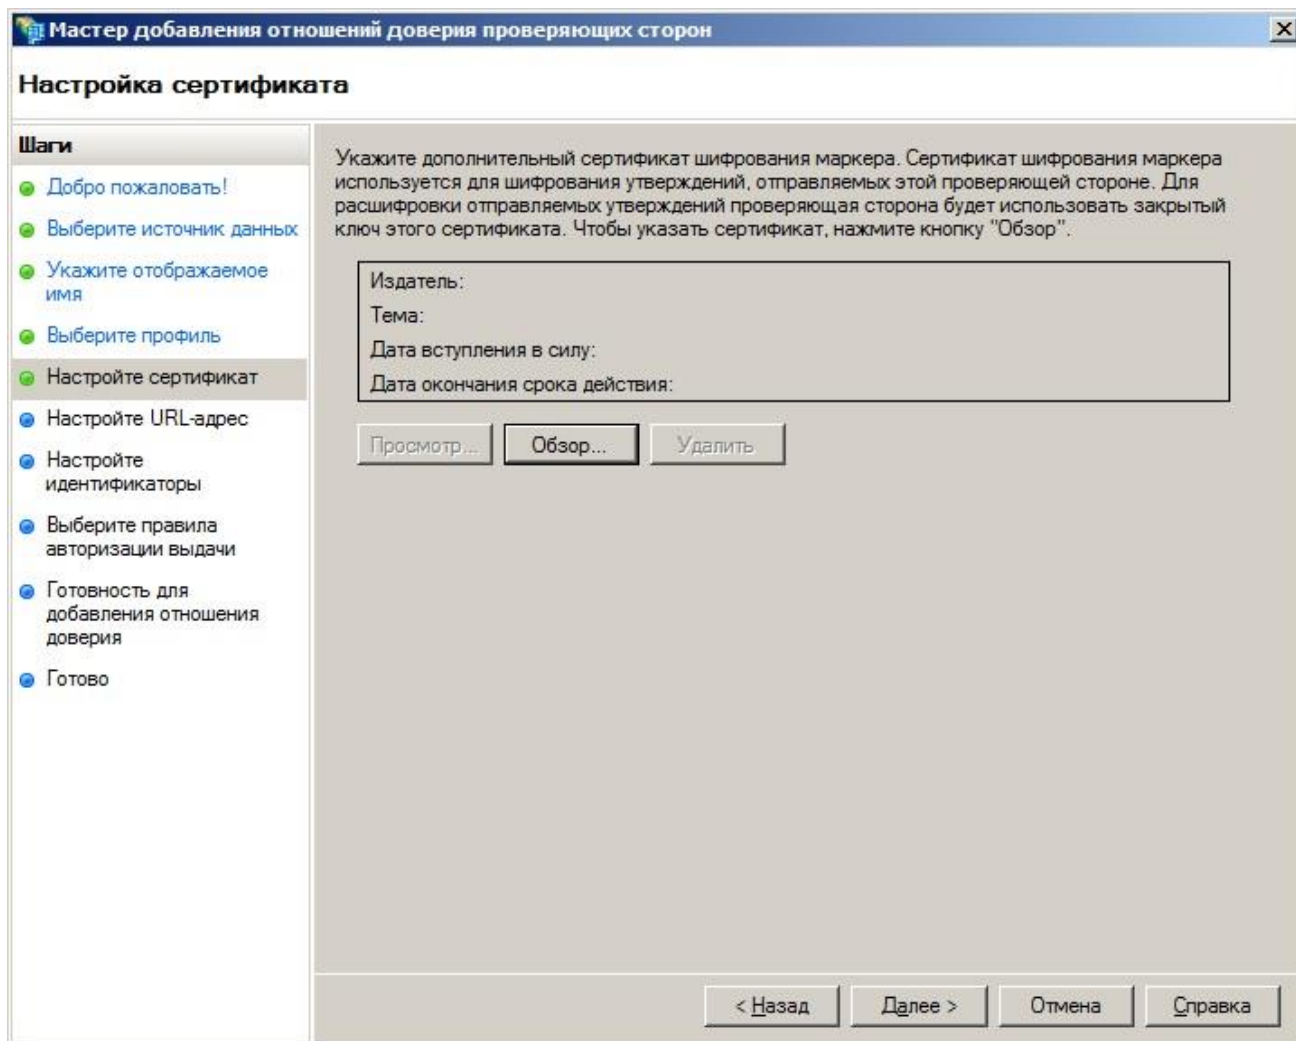 Мастер добавления отношений доверия проверяющих сторон
Настройка сертификата
Шаги
Добро пожаловать!
Выберите источник данных
Укажите отображаемое
имя
Выберите профиль
Настройте сертификат
Настройте URL-адрес
Настройте
идентификаторы
Выберите правила
авторизации выдачи
Готовность для
добавления отношения
доверия
Готово
Укажите дополнительный сертификат шифрования маркера. Сертификат шифрования маркера
используется для шифрования утверждений, отправляемых этой проверяющей стороне. Для
расшифровки отправляемых утверждений проверяющая сторона будет использовать закрытый
ключ этого сертификата. Чтобы указать сертификат, нажмите кнопку "Обзор".
Издатель:
Тема:
Дата вступления в силу:
Дата окончания срока действия:
Просмотр... Обзор... Удалить
< Назад Далее > Отмена Справка